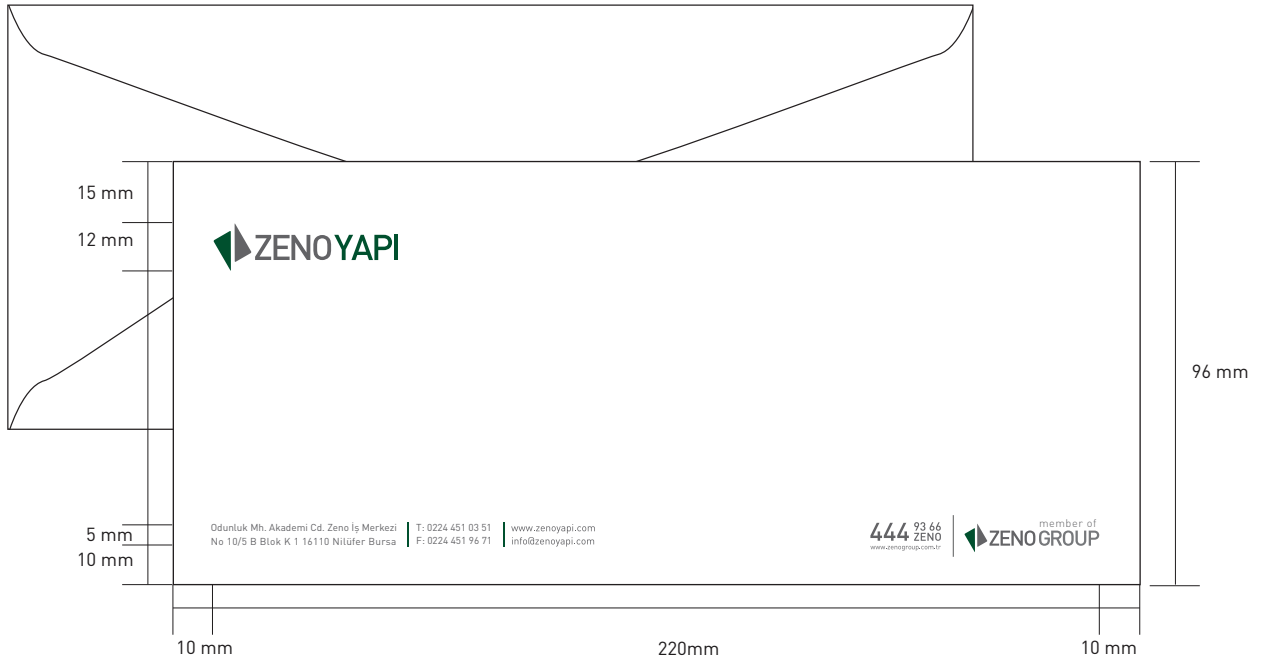 15 mm
12 mm
ZENOYAPI
96 mm
5 mm
10 mm
Odunluk Mh. Akademi Cd. Zeno İş Merkezi
No 10/5 B Blok K 1 16110 Nilüfer Bursa
T: 0224 451 03 51
F: 0224 451 96 71
www.zenoyapi.com
info@zenoyapi.com
444 93 66 ZENO
www.zenogroup.com.tr
member of
ZENOGROUP
10 mm
220mm
10 mm